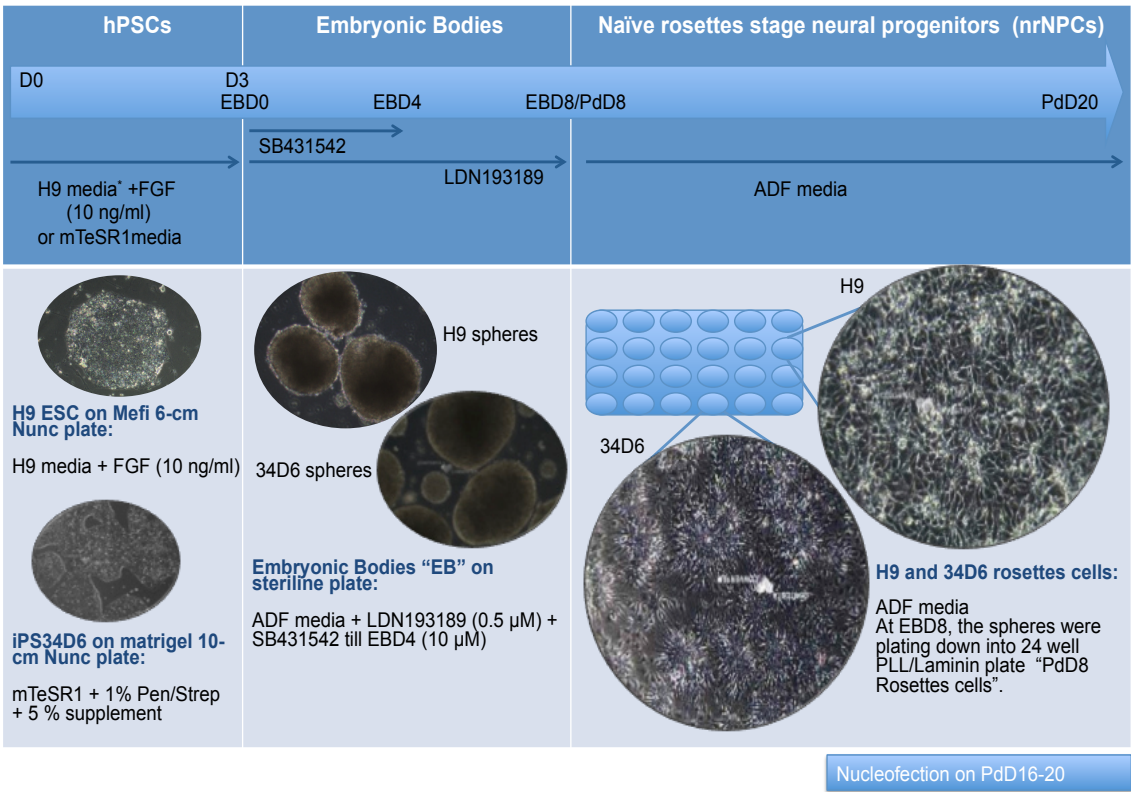 hPSCs
Embryonic Bodies
Naïve rosettes stage neural progenitors (nrNPCs)
D0
D3
EBD0
EBD4
EBD8/PdD8
PdD20
SB431542
LDN193189
H9 media* +FGF
(10 ng/ml)
or mTeSR1media
ADF media
H9 ESC on Mefi 6-cm
Nunc plate:
H9 media + FGF (10 ng/ml)
iPS34D6 on matrigel 10-
cm Nunc plate:
mTeSR1 + 1% Pen/Strep
+ 5 % supplement
H9 spheres
34D6 spheres
Embryonic Bodies “EB” on
steriline plate:
ADF media + LDN193189 (0.5 µM) +
SB431542 till EBD4 (10 µM)
H9
34D6
H9 and 34D6 rosettes cells:
ADF media
At EBD8, the spheres were
plating down into 24 well
PLL/Laminin plate “PdD8
Rosettes cells”.
Nucleofection on PdD16-20